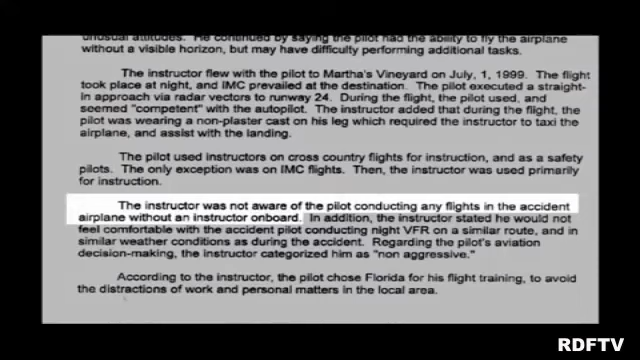 unusual attitudes. He continued by saying the pilot had the ability to fly the airplane
without a visible horizon, but may have difficulty performing additional tasks.
The instructor flew with the pilot to Martha's Vineyard on July, 1, 1999. The flight
took place at night, and IMC prevailed at the destination. The pilot executed a straight-
in approach via radar vectors to runway 24. During the flight, the pilot used, and
seemed "competent" with the autopilot. The instructor added that during the flight, the
pilot was wearing a non-plaster cast on his leg which required the instructor to taxi the
airplane, and assist with the landing.
The pilot used instructors on cross country flights for instruction, and as a safety
pilots. The only exception was on IMC flights. Then, the instructor was used primarily
for instruction.
The instructor was not aware of the pilot conducting any flights in the accident
airplane without an instructor onboard. In addition, the instructor stated he would not
feel comfortable with the accident pilot conducting night VFR on a similar route, and in
similar weather conditions as during the accident. Regarding the pilot's aviation
decision-making, the instructor categorized him as "non aggressive."
According to the instructor, the pilot chose Florida for his flight training, to avoid
the distractions of work and personal matters in the local area.
RDFTV